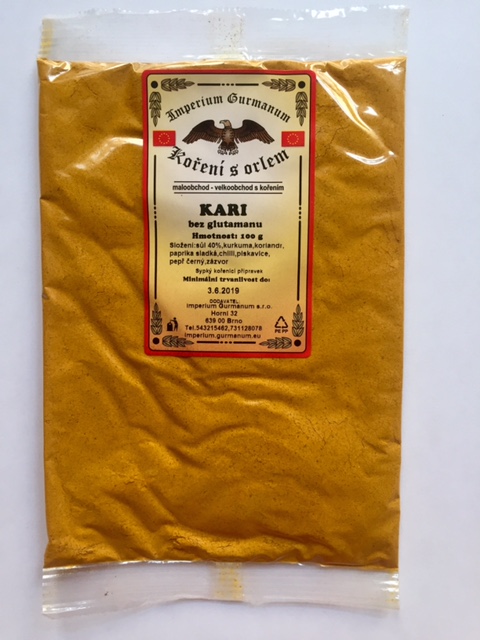 Imperium Gurmanum
Koření s orlem
maloobchod - velkoobchod s kořením
KARI
bez glutamanu
Hmotnost: 100 g
Složení:sůl 40%,kurkuma,koriandr,
paprika sladká,chilli,pískavice,
pepř černý,zázvor
Sypký kořenící přípravek
Minimální trvanlivost do:
3.6.2019
DODAVATEL
Imperium Gurmanum s.r.o.
Horní 32
639 00 Brno
Tel.543215462,731128078
imperium.gurmanum.eu
PE PP